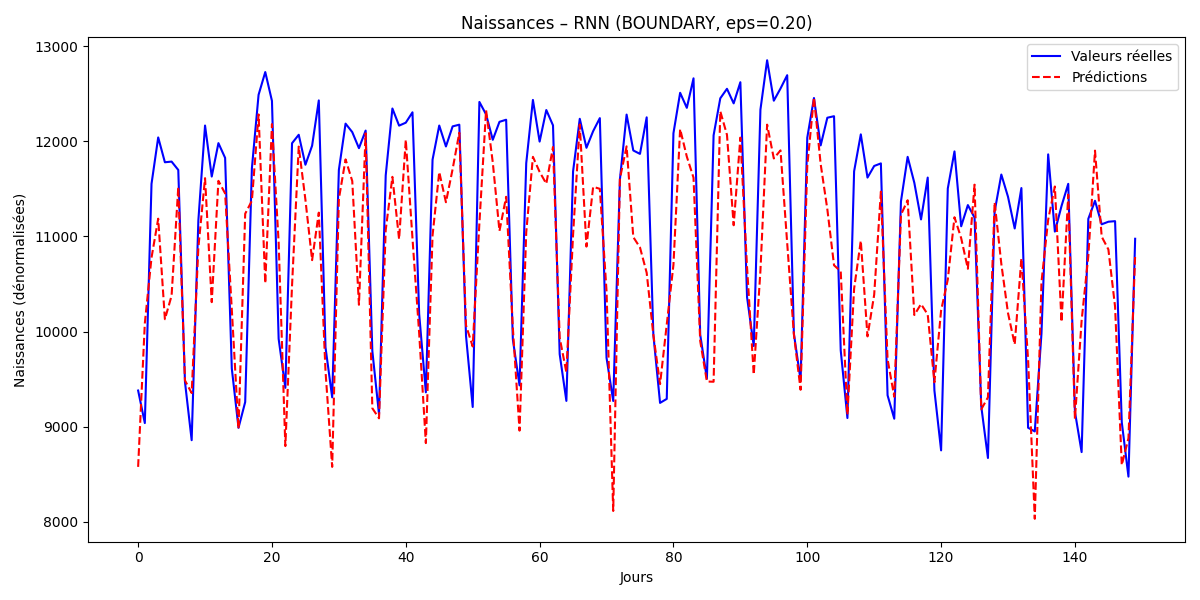 Naissances – RNN (BOUNDARY, eps=0.20)
Valeurs réelles
Prédictions
Naissances (dénormalisées)
13000
12000
11000
10000
9000
8000
0 20 40 60 80 100 120 140
Jours